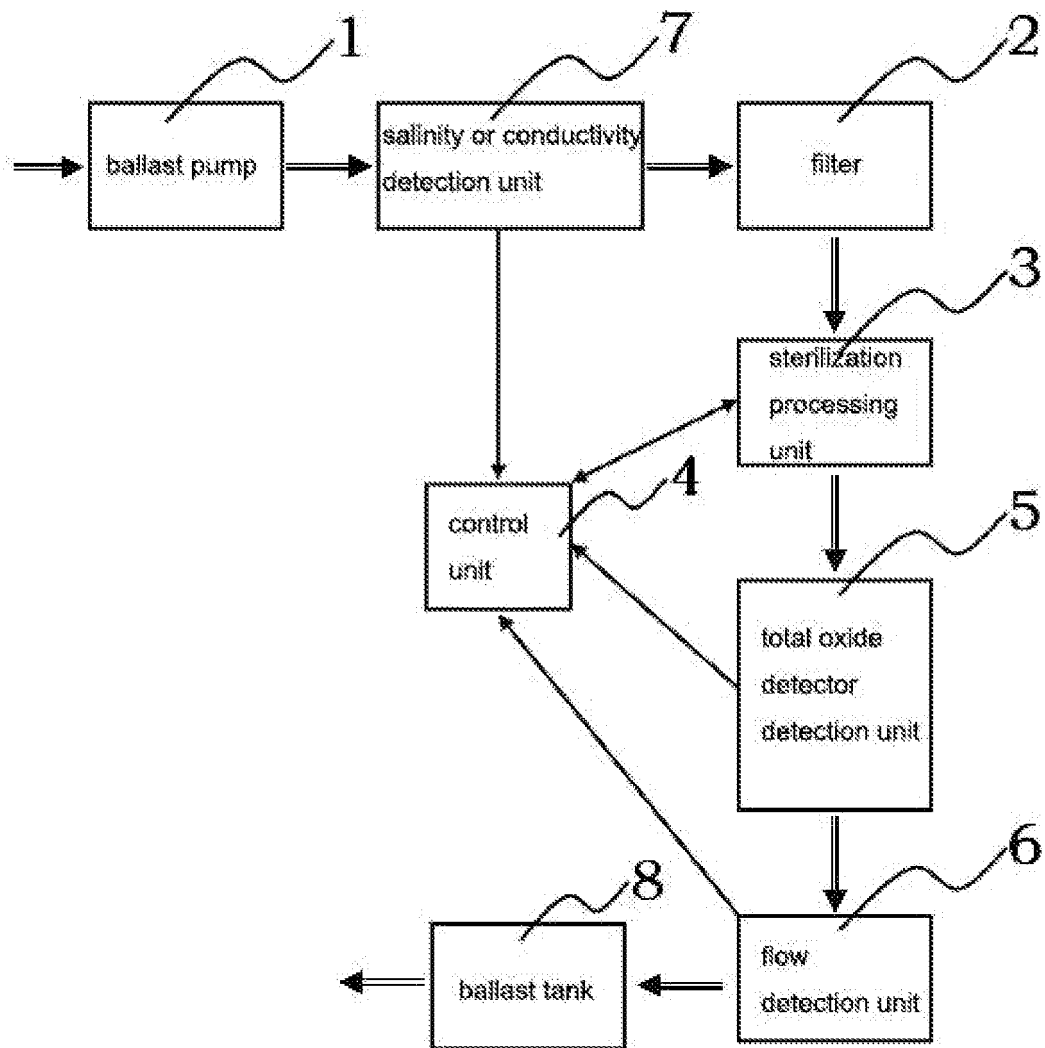 1
7
2
ballast pump
salinity or conductivity
detection unit
filter
3
sterilization
processing
unit
4
control
unit
5
total oxide
detector
detection unit
6
8
flow
detection unit
ballast tank